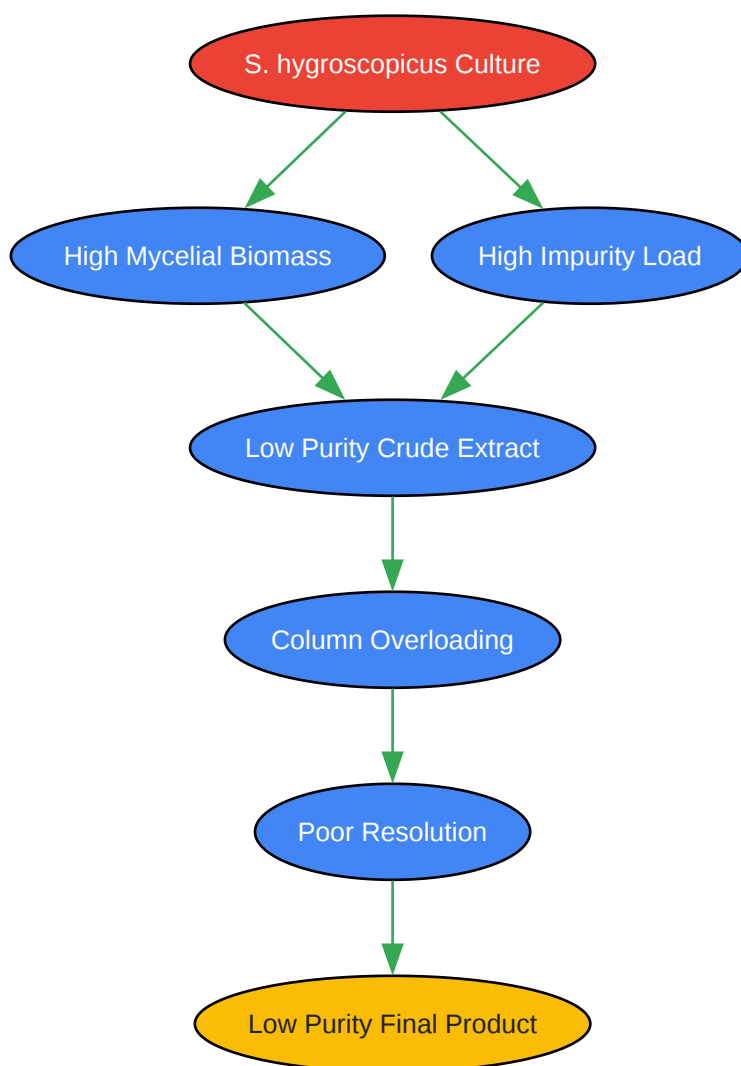 S. hygroscopicus Culture
High Mycelial Biomass
High Impurity Load
Low Purity Crude Extract
Column Overloading
Poor Resolution
Low Purity Final Product